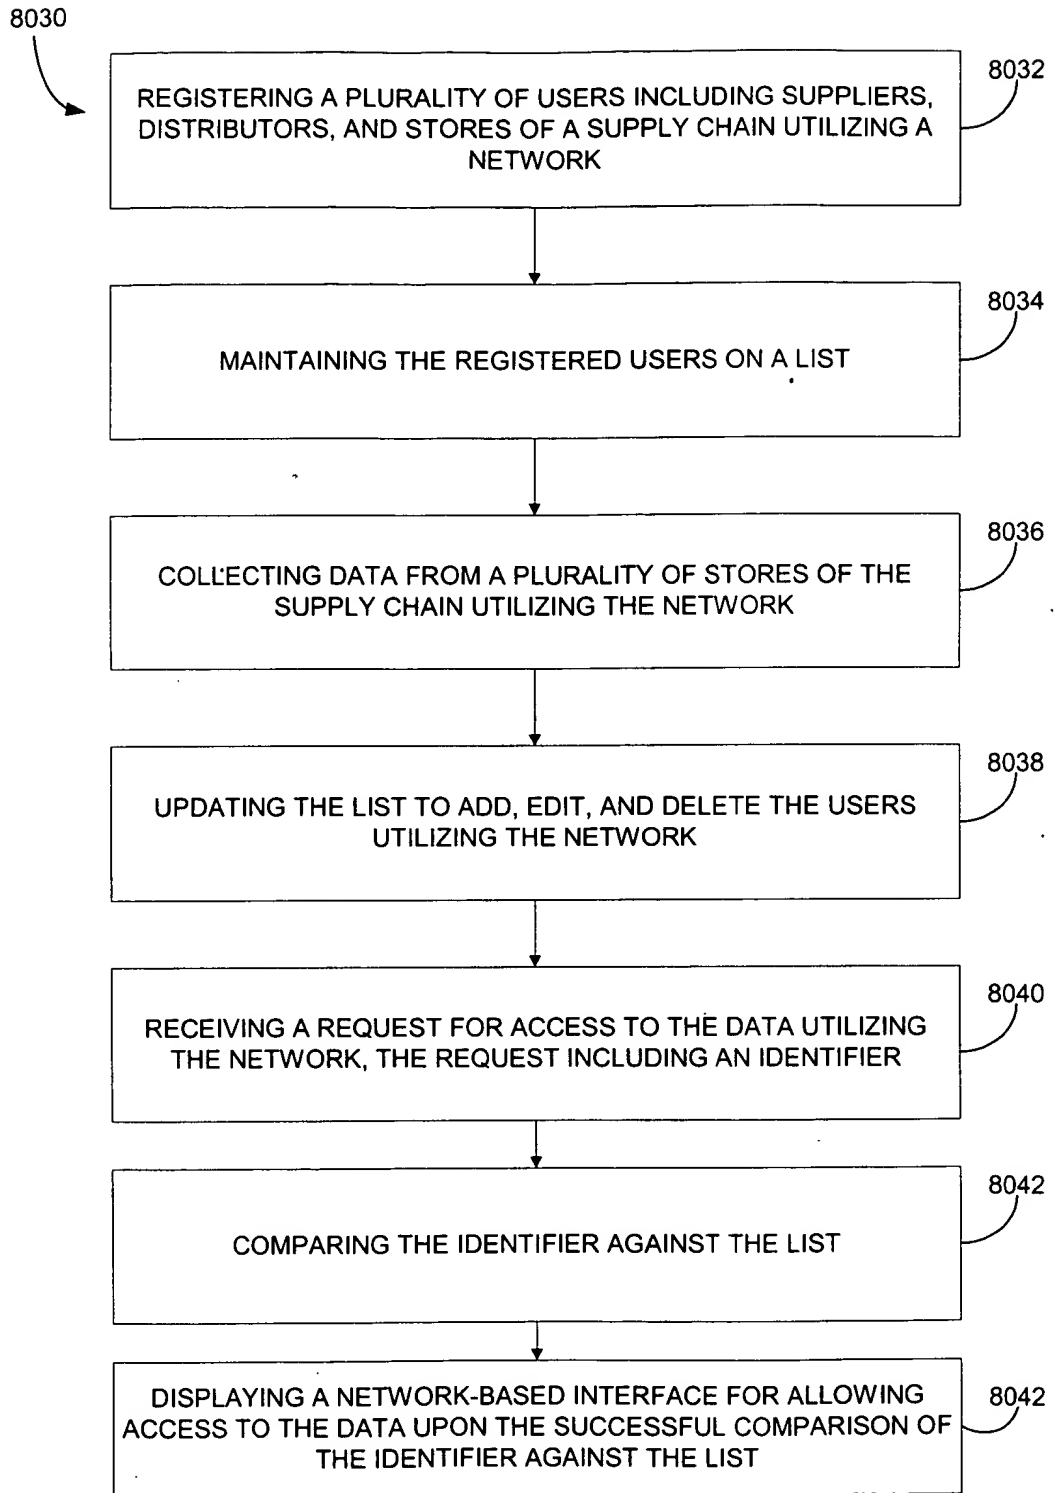 8030
8032
REGISTERING A PLURALITY OF USERS INCLUDING SUPPLIERS,
DISTRIBUTORS, AND STORES OF A SUPPLY CHAIN UTILIZING A
NETWORK
8034
MAINTAINING THE REGISTERED USERS ON A LIST
8036
COLLECTING DATA FROM A PLURALITY OF STORES OF THE
SUPPLY CHAIN UTILIZING THE NETWORK
8038
UPDATING THE LIST TO ADD, EDIT, AND DELETE THE USERS
UTILIZING THE NETWORK
8040
RECEIVING A REQUEST FOR ACCESS TO THE DATA UTILIZING
THE NETWORK, THE REQUEST INCLUDING AN IDENTIFIER
8042
COMPARING THE IDENTIFIER AGAINST THE LIST
8042
DISPLAYING A NETWORK-BASED INTERFACE FOR ALLOWING
ACCESS TO THE DATA UPON THE SUCCESSFUL COMPARISON OF
THE IDENTIFIER AGAINST THE LIST